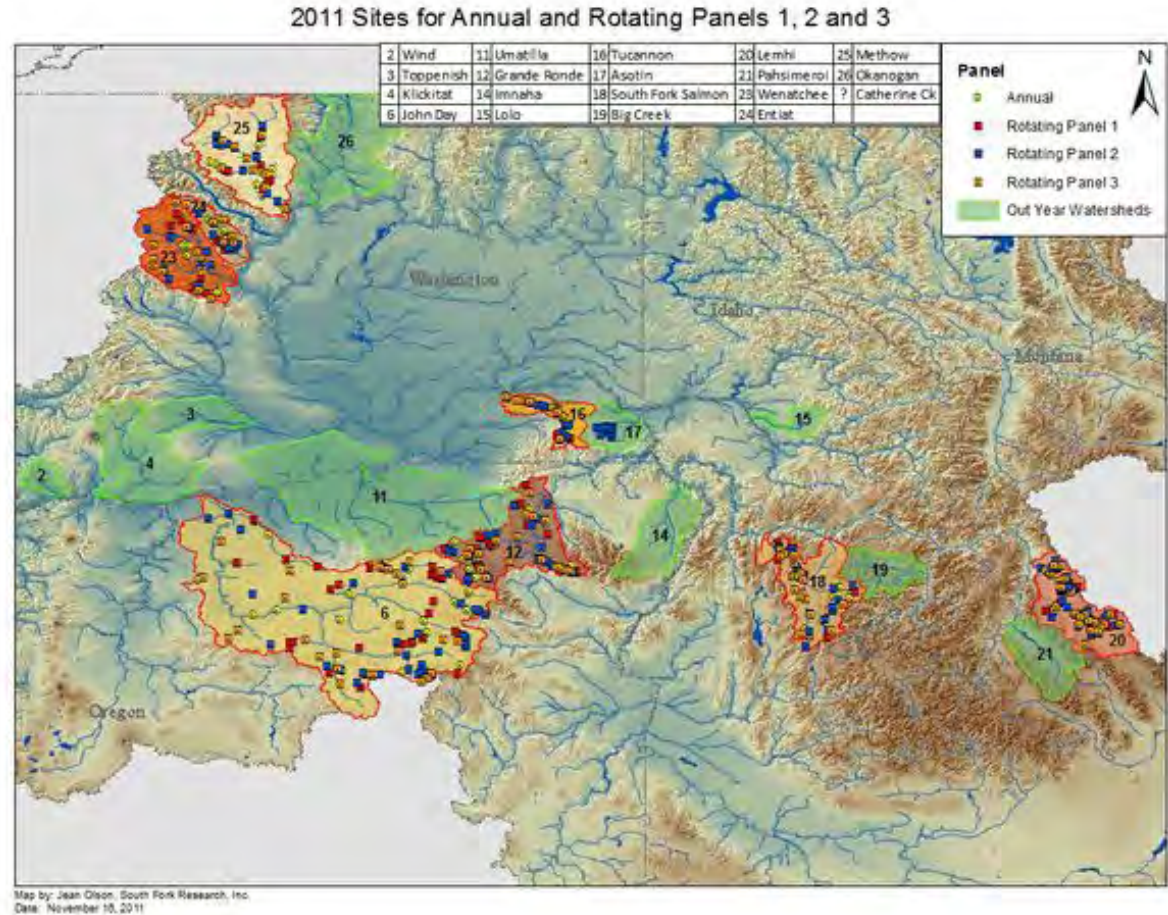 2011 Sites for Annual and Rotating Panels 1, 2 and 3
2 Wind 11 Umatilla 16 Tucannon 20 Lemhi 25 Methow
3 Toppenish 12 Grande Ronde 17 Asotin 21 Pahsimeroi 26 Okanogan
4 Klickitat 14 Imnaha 18 South Fork Salmon 23 Wenatchee ? Catherine Ck
6 John Day 15 Lolo 19 Big Creek 24 Entiat
Panel
Annual
Rotating Panel 1
Rotating Panel 2
Rotating Panel 3
Out Year Watersheds
N
25
26
24
23
Washington
Idaho
Montana
3
16
17
15
2
4
11
14
12
18
19
6
20
21
Oregon
Map by: Jean Olson, South Fork Research, Inc.
Date: November 16, 2011